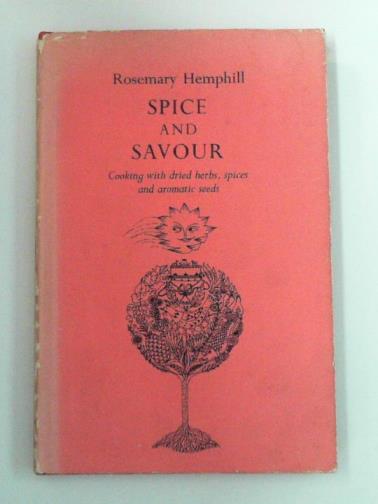 Rosemary Hemphill
SPICE
AND
SAVOUR
Cooking with dried herbs, spices
and aromatic seeds